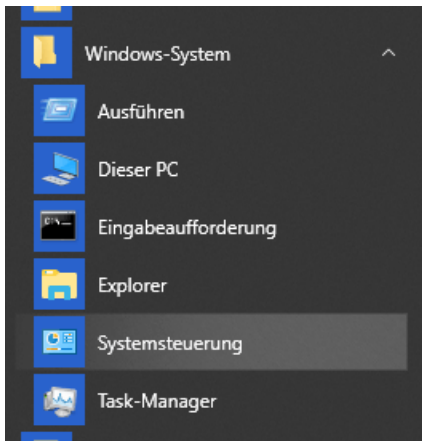 Windows-System
Ausführen
Dieser PC
Eingabeaufforderung
Explorer
Systemsteuerung
Task-Manager